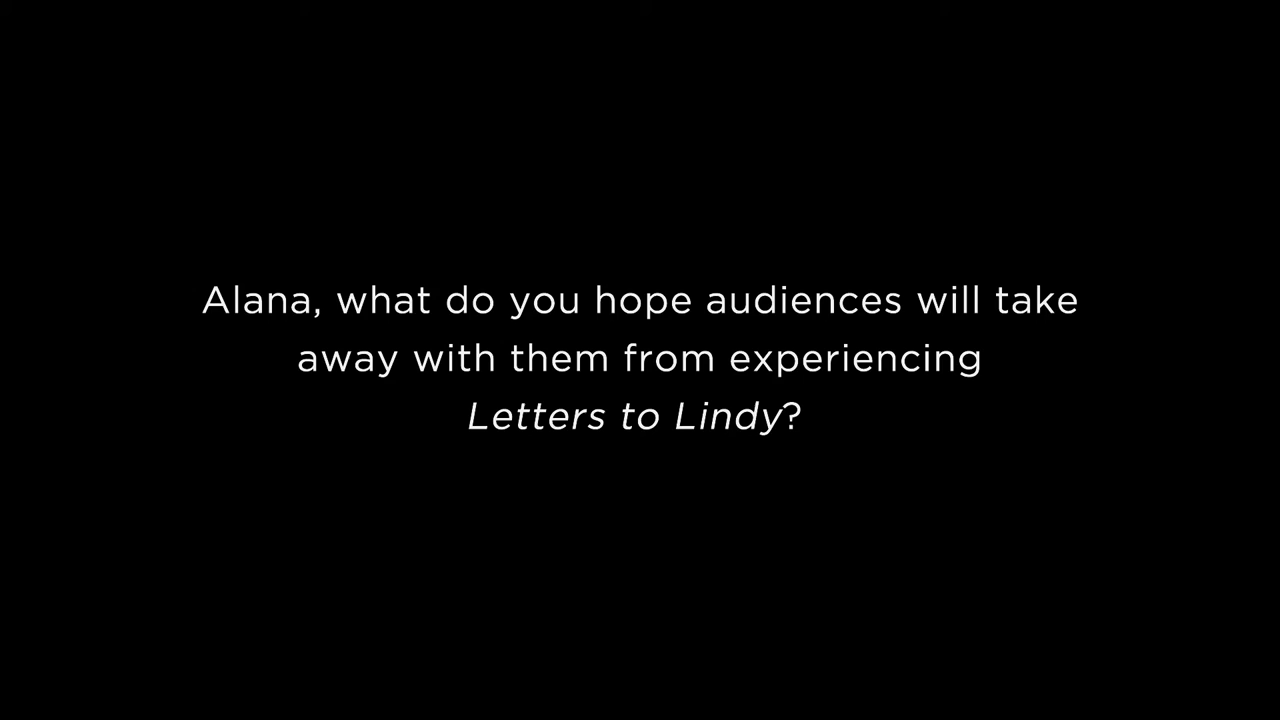 Alana, what do you hope audiences will take
away with them from experiencing
Letters to Lindy?